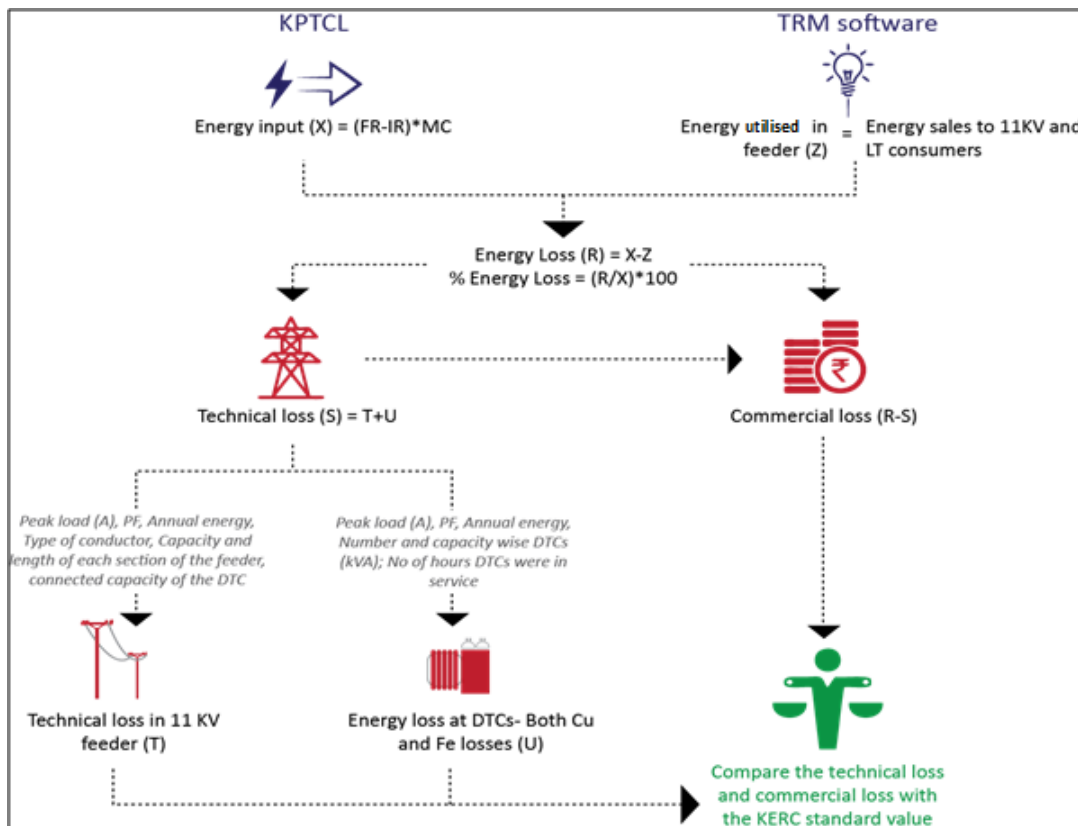 KPTCL
TRM software
Energy input (X) = (FR-IR)*MC
Energy utilised in
feeder (Z)
=
Energy sales to 11KV and
LT consumers
Energy Loss (R) = X-Z
% Energy Loss = (R/X)*100
₹
Technical loss (S) = T+U
Commercial loss (R-S)
Peak load (A), PF, Annual energy,
Type of conductor, Capacity and
length of each section of the feeder,
connected capacity of the DTC
Peak load (A), PF, Annual energy,
Number and capacity wise DTCs
(kVA); No of hours DTCs were in
service
Technical loss in 11 KV
feeder (T)
Energy loss at DTCs- Both Cu
and Fe losses (U)
Compare the technical loss
and commercial loss with
the KERC standard value